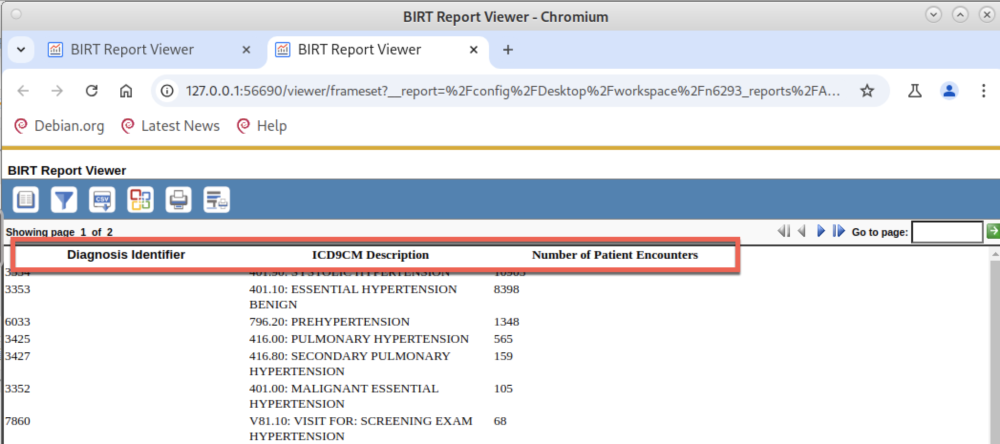 BIRT Report Viewer - Chromium
BIRT Report Viewer
BIRT Report Viewer
127.0.0.1:56690/viewer/frameset?__report=%2Fconfig%2FDesktop%2Fworkspace%2Fn6293_reports%2FA...
Debian.org Latest News Help
BIRT Report Viewer
CSV
Showing page 1 of 2 Go to page:
Diagnosis Identifier ICD9CM Description Number of Patient Encounters
401.90: SYSTOLIC HYPERTENSION
3353 401.10: ESSENTIAL HYPERTENSION 8398
BENIGN
6033 796.20: PREHYPERTENSION 1348
3425 416.00: PULMONARY HYPERTENSION 565
3427 416.80: SECONDARY PULMONARY 159
HYPERTENSION
3352 401.00: MALIGNANT ESSENTIAL 105
HYPERTENSION
7860 V81.10: VISIT FOR: SCREENING EXAM 68
HYPERTENSION